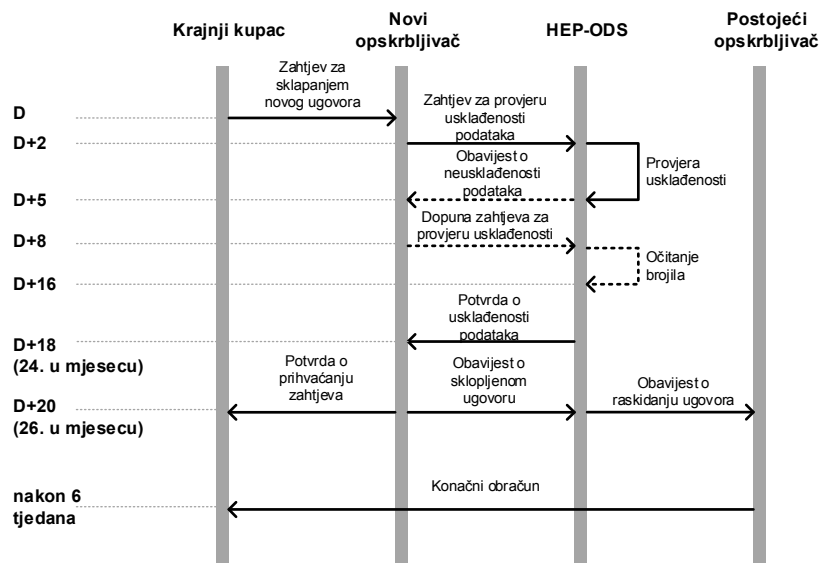 Krajnji kupac
Novi
opskrbljivač
HEP-ODS
Postojeći
opskrbljivač
Zahtjev za
sklapanjem
novog ugovora
D
Zahtjev za provjeru
usklađenosti
podataka
D+2
Obavijest o
neusklađenosti
podataka
Provjera
usklađenosti
D+5
Dopuna zahtjeva za
provjeru usklađenosti
D+8
Očitanje
brojila
D+16
Potvrda o
usklađenosti
podataka
D+18
(24. u mjesecu)
Potvrda o
prihvaćanju
zahtjeva
Obavijest o
sklopljenom
ugovoru
Obavijest o
raskidanju ugovora
D+20
(26. u mjesecu)
Konačni obračun
nakon 6
tjedana